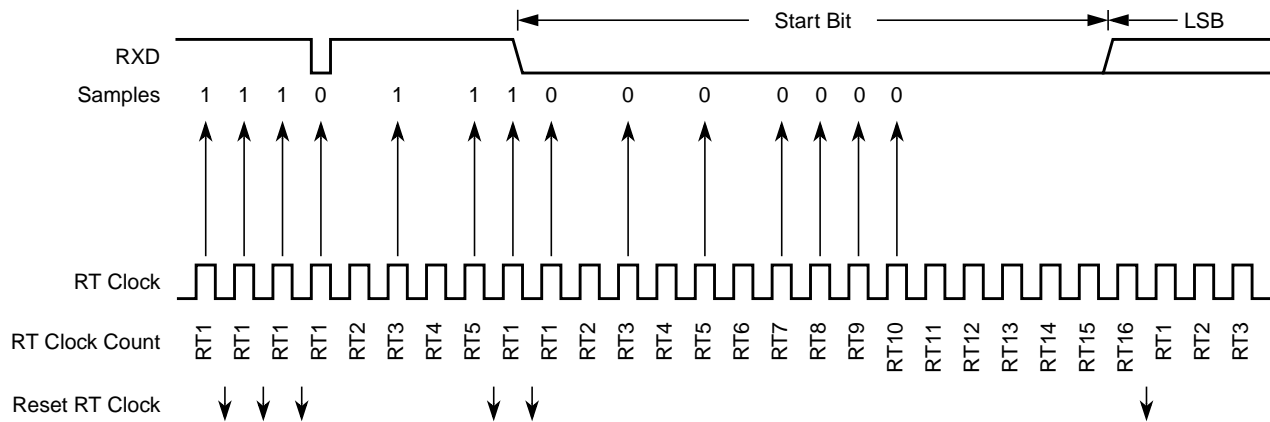 Start Bit LSB
RXD
Samples 1 1 1 0 1 1 1 0 0 0 0 0 0 0
RT Clock
RT Clock Count RT1 RT1 RT1 RT1 RT2 RT3 RT4 RT5 RT1 RT1 RT2 RT3 RT4 RT5 RT6 RT7 RT8 RT9 RT10 RT11 RT12 RT13 RT14 RT15 RT16 RT1 RT2 RT3
Reset RT Clock